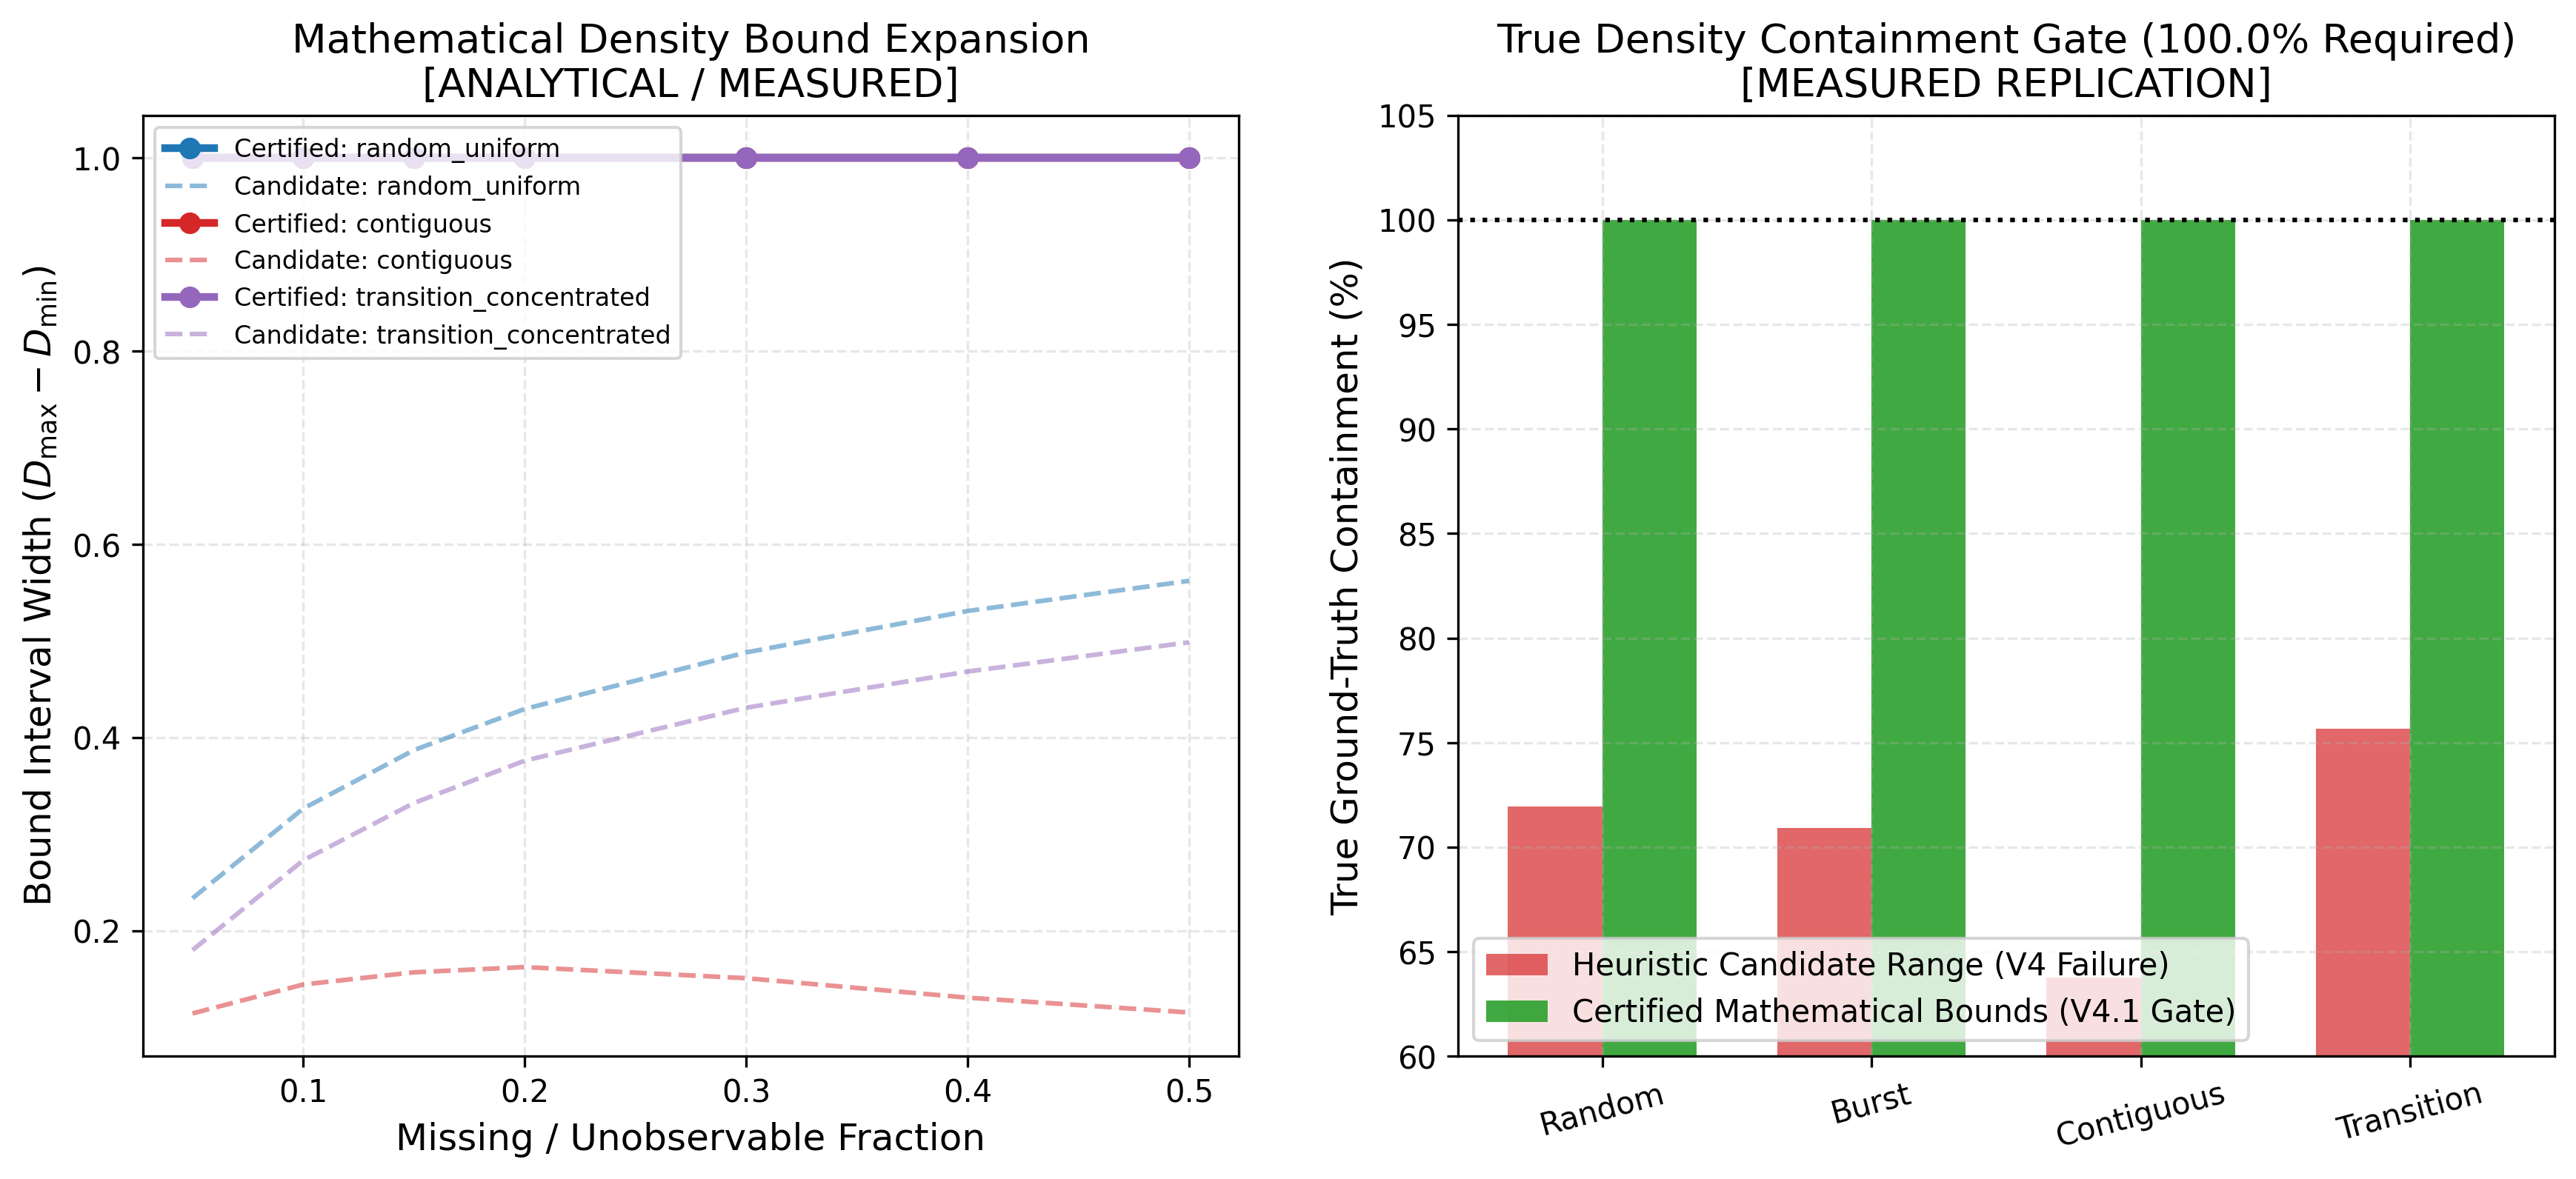 Mathematical Density Bound Expansion
[ANALYTICAL / MEASURED]
Bound Interval Width (Dmax − Dmin)
1.0
0.8
0.6
0.4
0.2
Certified: random_uniform
Candidate: random_uniform
Certified: contiguous
Candidate: contiguous
Certified: transition_concentrated
Candidate: transition_concentrated
0.1 0.2 0.3 0.4 0.5
Missing / Unobservable Fraction
True Density Containment Gate (100.0% Required)
[MEASURED REPLICATION]
True Ground-Truth Containment (%)
105
100
95
90
85
80
75
70
65
60
Heuristic Candidate Range (V4 Failure)
Certified Mathematical Bounds (V4.1 Gate)
Random Burst Contiguous Transition